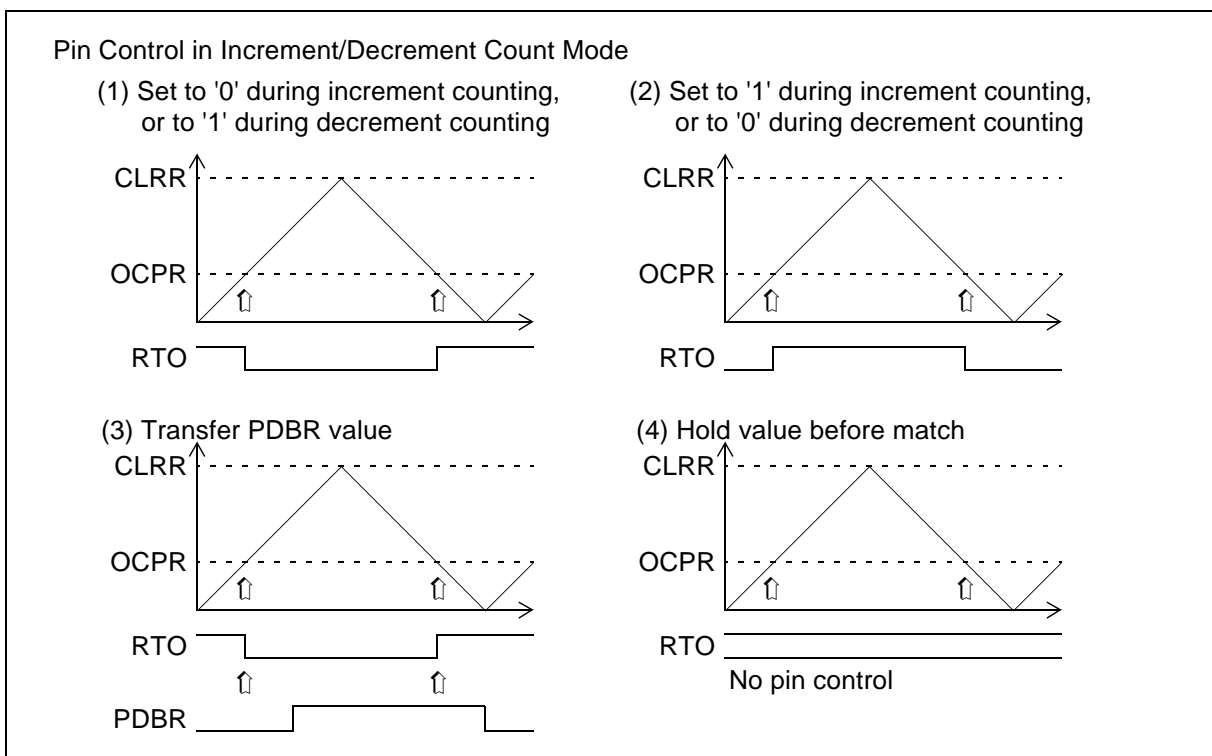 Pin Control in Increment/Decrement Count Mode
(1) Set to '0' during increment counting,
or to '1' during decrement counting
CLRR
OCPR
RTO
(2) Set to '1' during increment counting,
or to '0' during decrement counting
CLRR
OCPR
RTO
(3) Transfer PDBR value
CLRR
OCPR
RTO
PDBR
(4) Hold value before match
CLRR
OCPR
RTO
No pin control